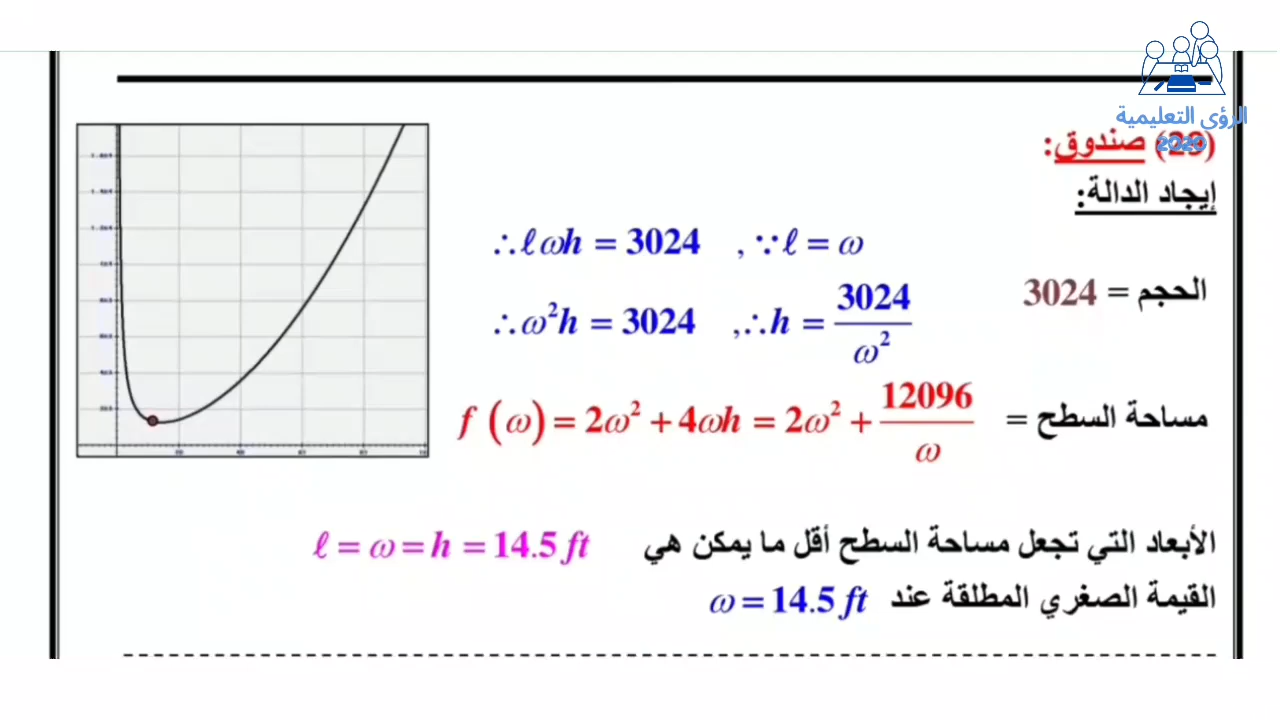 الرؤى التعليمية
2020
(29) صندوق:
إيجاد الدالة:
∴ℓωh = 3024 , ∵ℓ = ω
الحجم = 3024
∴ω²h = 3024 ,∴h = 3024/ω²
مساحة السطح = f (ω) = 2ω² + 4ωh = 2ω² + 12096/ω
الأبعاد التي تجعل مساحة السطح أقل ما يمكن هي ℓ = ω = h = 14.5 ft
القيمة الصغري المطلقة عند ω = 14.5 ft